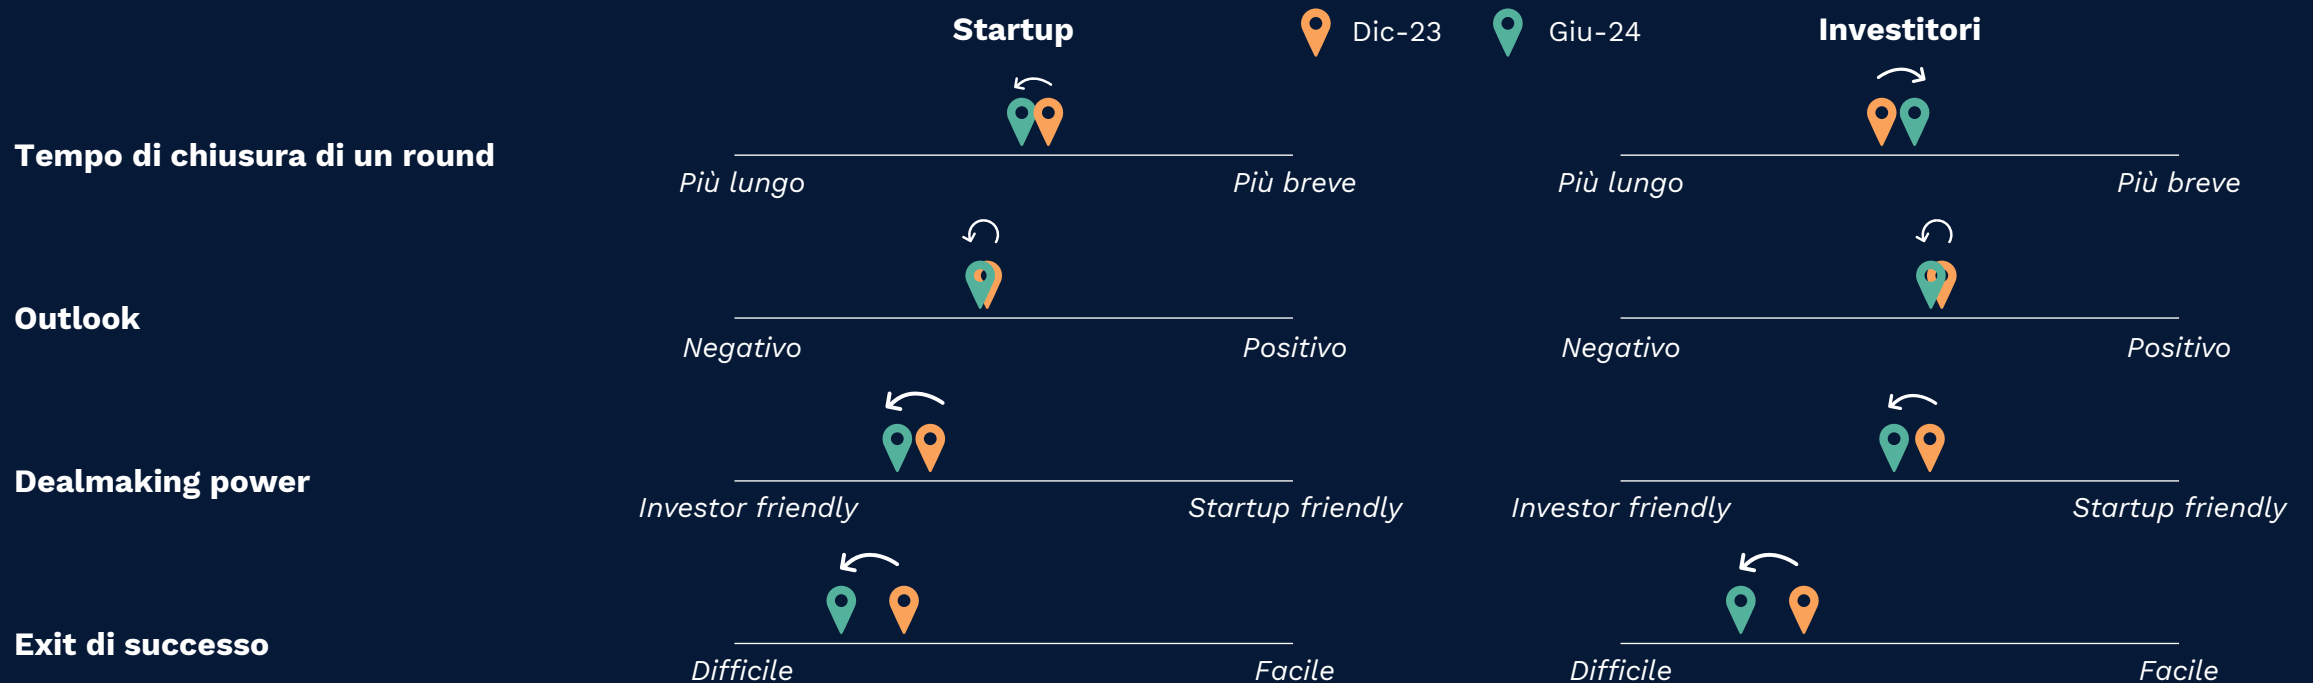 Startup
Dic-23
Giu-24
Investitori
Tempo di chiusura di un round
Più lungo
Più breve
Più lungo
Più breve
Outlook
Negativo
Positivo
Negativo
Positivo
Dealmaking power
Investor friendly
Startup friendly
Investor friendly
Startup friendly
Exit di successo
Difficile
Facile
Difficile
Facile